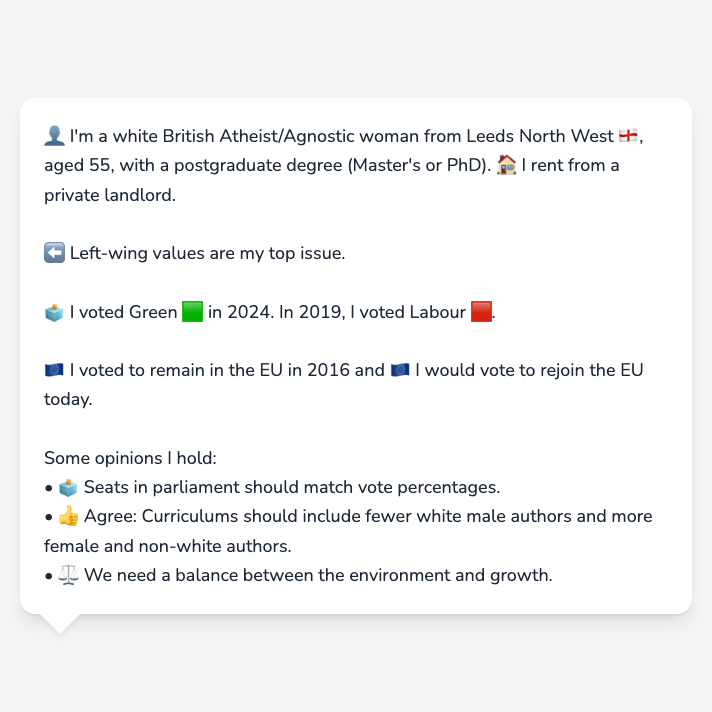 👤 I'm a white British Atheist/Agnostic woman from Leeds North West 🏴󠁧󠁢󠁥󠁮󠁧󠁿,
aged 55, with a postgraduate degree (Master's or PhD). 🏠 I rent from a
private landlord.
⬅️ Left-wing values are my top issue.
🗳️ I voted Green 🟩 in 2024. In 2019, I voted Labour 🟥.
🇪🇺 I voted to remain in the EU in 2016 and 🇪🇺 I would vote to rejoin the EU
today.
Some opinions I hold:
• 🗳️ Seats in parliament should match vote percentages.
• 👍 Agree: Curriculums should include fewer white male authors and more
female and non-white authors.
• ⚖️ We need a balance between the environment and growth.